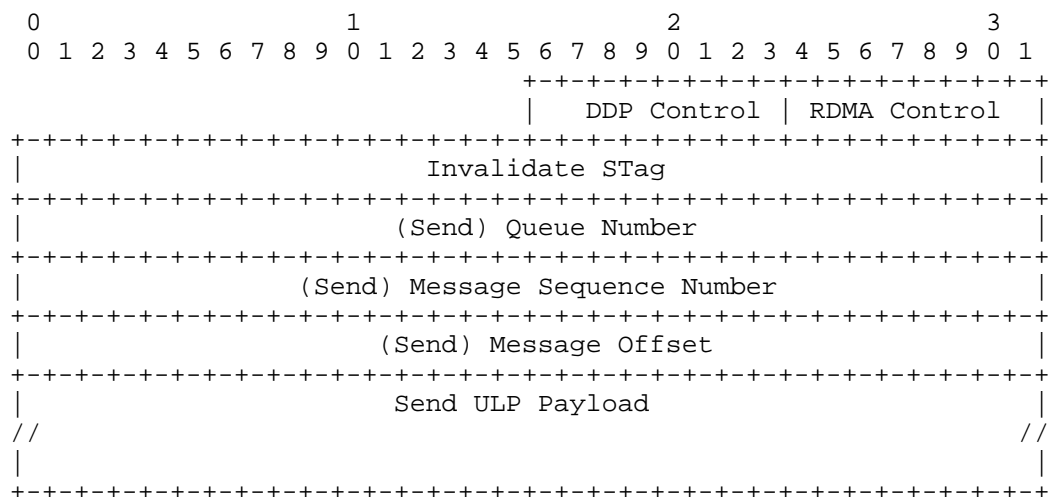 0                   1                   2                   3
0 1 2 3 4 5 6 7 8 9 0 1 2 3 4 5 6 7 8 9 0 1 2 3 4 5 6 7 8 9 0 1
+-+-+-+-+-+-+-+-+-+-+-+-+-+-+-+-+
| DDP Control | RDMA Control |
+-+-+-+-+-+-+-+-+-+-+-+-+-+-+-+-+-+-+-+-+-+-+-+-+-+-+-+-+-+-+-+-+
| Invalidate STag |
+-+-+-+-+-+-+-+-+-+-+-+-+-+-+-+-+-+-+-+-+-+-+-+-+-+-+-+-+-+-+-+-+
| (Send) Queue Number |
+-+-+-+-+-+-+-+-+-+-+-+-+-+-+-+-+-+-+-+-+-+-+-+-+-+-+-+-+-+-+-+-+
| (Send) Message Sequence Number |
+-+-+-+-+-+-+-+-+-+-+-+-+-+-+-+-+-+-+-+-+-+-+-+-+-+-+-+-+-+-+-+-+
| (Send) Message Offset |
+-+-+-+-+-+-+-+-+-+-+-+-+-+-+-+-+-+-+-+-+-+-+-+-+-+-+-+-+-+-+-+-+
| Send ULP Payload |
// //
| |
+-+-+-+-+-+-+-+-+-+-+-+-+-+-+-+-+-+-+-+-+-+-+-+-+-+-+-+-+-+-+-+-+